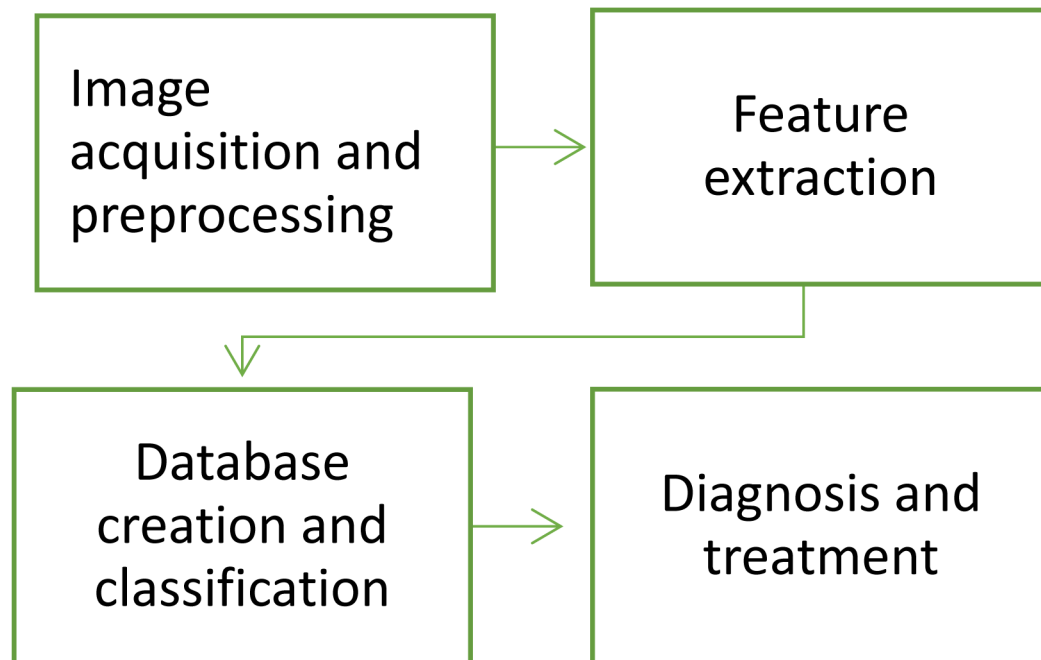 Image
acquisition and
preprocessing
Feature
extraction
Database
creation and
classification
Diagnosis and
treatment